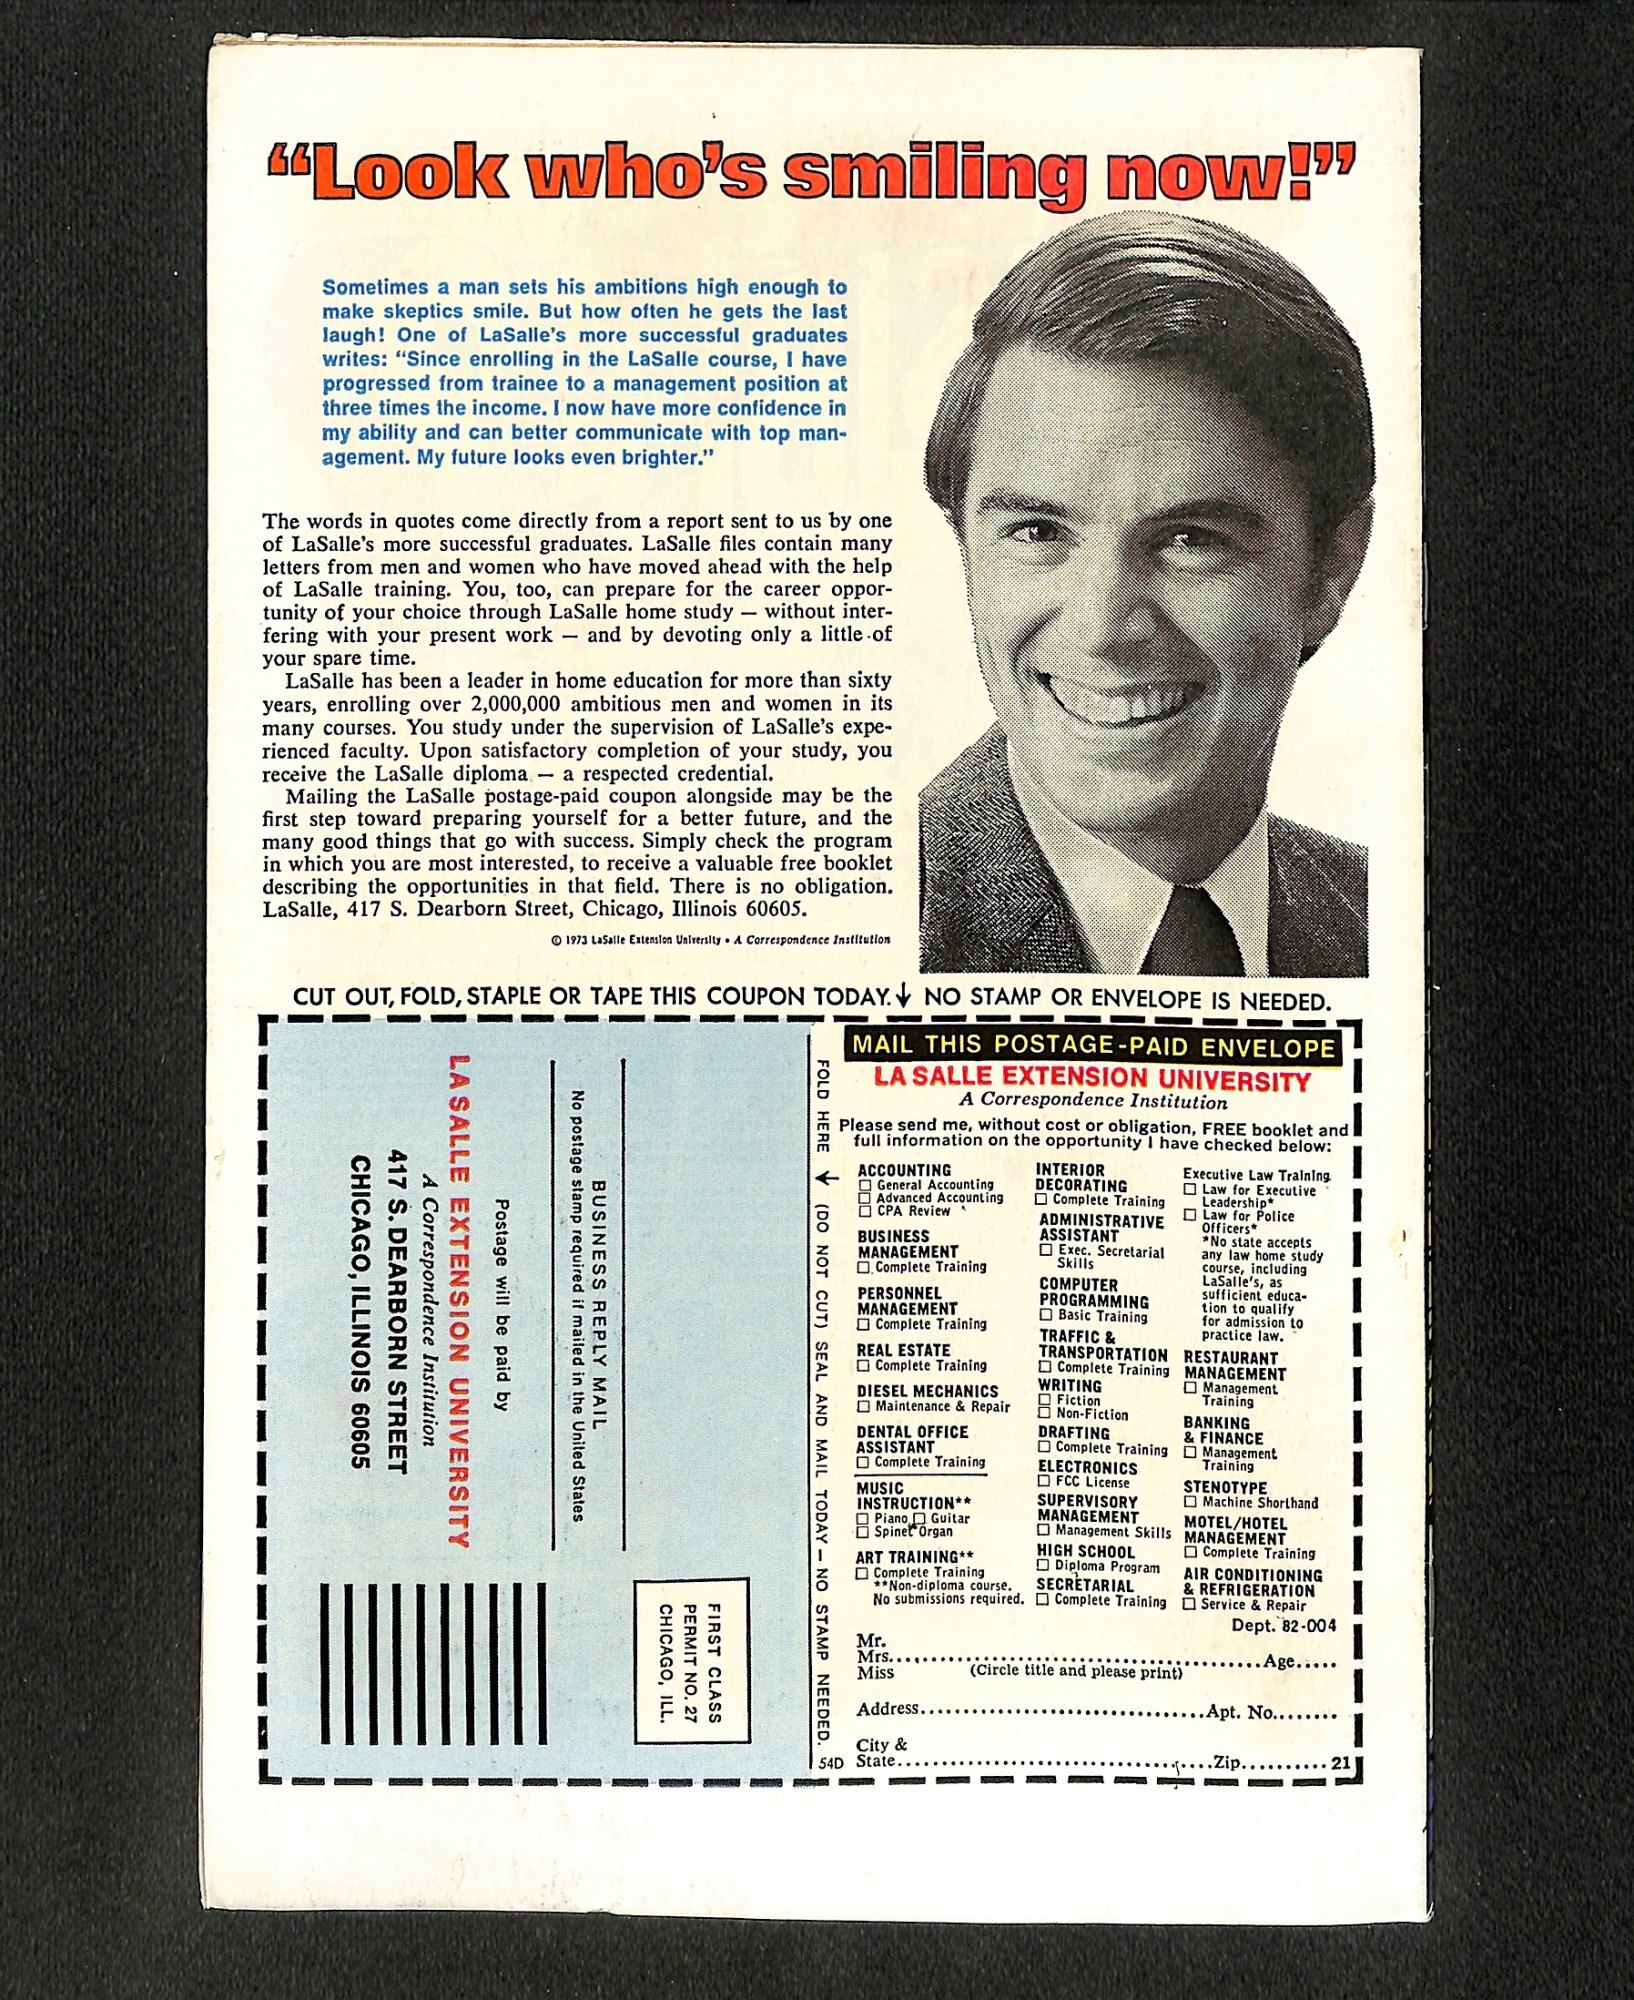 “Look who’s smiling now!”
Sometimes a man sets his ambitions high enough to
make skeptics smile. But how often he gets the last
laugh! One of LaSalle’s more successful graduates
writes: “Since enrolling in the LaSalle course, I have
progressed from trainee to a management position at
three times the income. I now have more confidence in
my ability and can better communicate with top man-
agement. My future looks even brighter.”
The words in quotes come directly from a report sent to us by one
of LaSalle’s more successful graduates. LaSalle files contain many
letters from men and women who have moved ahead with the help
of LaSalle training. You, too, can prepare for the career oppor-
tunity of your choice through LaSalle home study — without inter-
fering with your present work — and by devoting only a little of
your spare time.
LaSalle has been a leader in home education for more than sixty
years, enrolling over 2,000,000 ambitious men and women in its
many courses. You study under the supervision of LaSalle’s expe-
rienced faculty. Upon satisfactory completion of your study, you
receive the LaSalle diploma — a respected credential.
Mailing the LaSalle postage-paid coupon alongside may be the
first step toward preparing yourself for a better future, and the
many good things that go with success. Simply check the program
in which you are most interested, to receive a valuable free booklet
describing the opportunities in that field. There is no obligation.
LaSalle, 417 S. Dearborn Street, Chicago, Illinois 60605.
© 1973 LaSalle Extension University • A Correspondence Institution
CUT OUT, FOLD, STAPLE OR TAPE THIS COUPON TODAY. ↓ NO STAMP OR ENVELOPE IS NEEDED.
FIRST CLASS
PERMIT NO. 27
CHICAGO, ILL.
BUSINESS REPLY MAIL
No postage stamp required if mailed in the United States
Postage will be paid by
LA SALLE EXTENSION UNIVERSITY
A Correspondence Institution
417 S. DEARBORN STREET
CHICAGO, ILLINOIS 60605
FOLD HERE ↓ (DO NOT CUT) SEAL AND MAIL TODAY — NO STAMP NEEDED.
54D
MAIL THIS POSTAGE-PAID ENVELOPE
LA SALLE EXTENSION UNIVERSITY
A Correspondence Institution
Please send me, without cost or obligation, FREE booklet and
full information on the opportunity I have checked below:
ACCOUNTING
☐ General Accounting
☐ Advanced Accounting
☐ CPA Review
BUSINESS
MANAGEMENT
☐ Complete Training
PERSONNEL
MANAGEMENT
☐ Complete Training
REAL ESTATE
☐ Complete Training
DIESEL MECHANICS
☐ Maintenance & Repair
DENTAL OFFICE
ASSISTANT
☐ Complete Training
MUSIC
INSTRUCTION**
☐ Piano ☐ Guitar
☐ Spinet Organ
ART TRAINING**
☐ Complete Training
**Non-diploma course.
No submissions required.
INTERIOR
DECORATING
☐ Complete Training
ADMINISTRATIVE
ASSISTANT
☐ Exec. Secretarial
Skills
COMPUTER
PROGRAMMING
☐ Basic Training
TRAFFIC &
TRANSPORTATION
☐ Complete Training
WRITING
☐ Fiction
☐ Non-Fiction
DRAFTING
☐ Complete Training
ELECTRONICS
☐ FCC License
SUPERVISORY
MANAGEMENT
☐ Management Skills
HIGH SCHOOL
☐ Diploma Program
SECRETARIAL
☐ Complete Training
Executive Law Training
☐ Law for Executive
Leadership*
☐ Law for Police
Officers*
*No state accepts
any law home study
course, including
LaSalle’s, as
sufficient educa-
tion to qualify
for admission to
practice law.
RESTAURANT
MANAGEMENT
☐ Management
Training
BANKING
& FINANCE
☐ Management
Training
STENOTYPE
☐ Machine Shorthand
MOTEL/HOTEL
MANAGEMENT
☐ Complete Training
AIR CONDITIONING
& REFRIGERATION
☐ Service & Repair
Dept. 82-004
Mr.
Mrs. Age
Miss (Circle title and please print)
Address Apt. No.
City &
State Zip 21